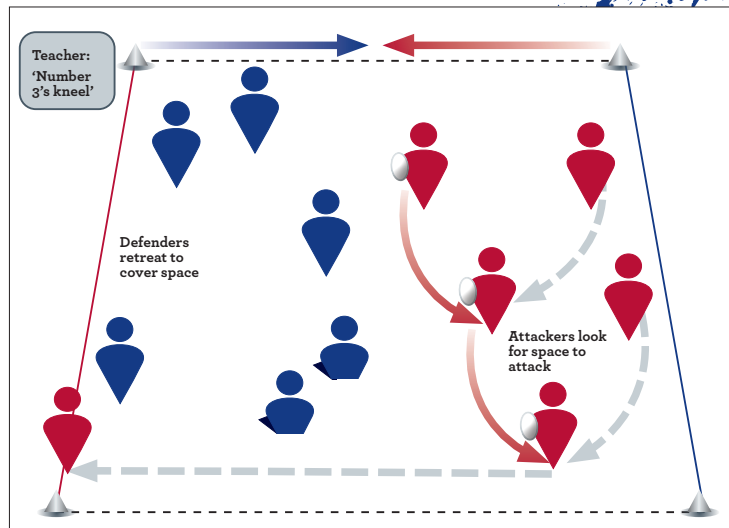 Teacher:
‘Number
3’s kneel’
Defenders
retreat to
cover space
Attackers look
for space to
attack